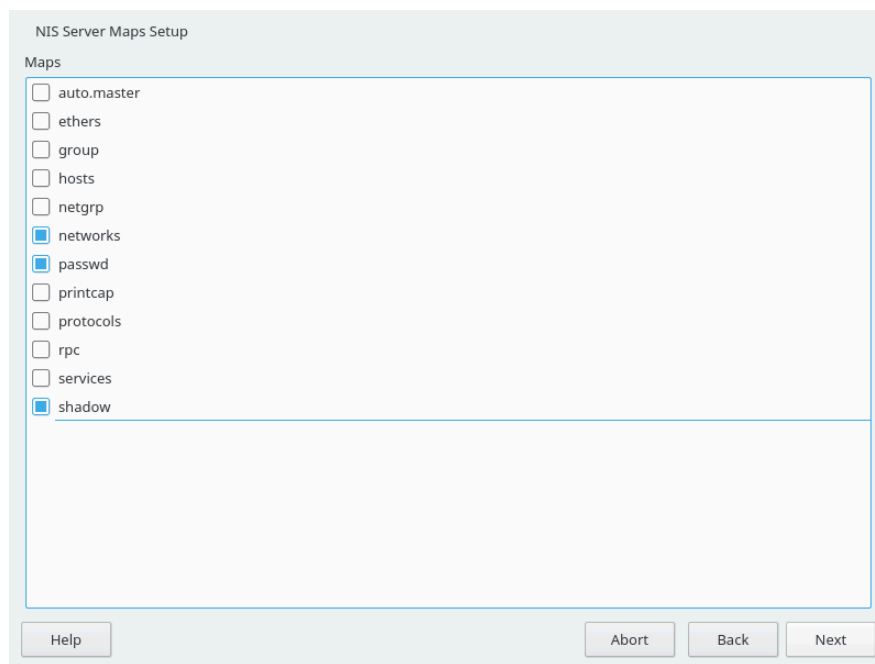 NIS Server Maps Setup
Maps
auto.master
ethers
group
hosts
netgrp
networks
passwd
printcap
protocols
rpc
services
shadow
Help Abort Back Next